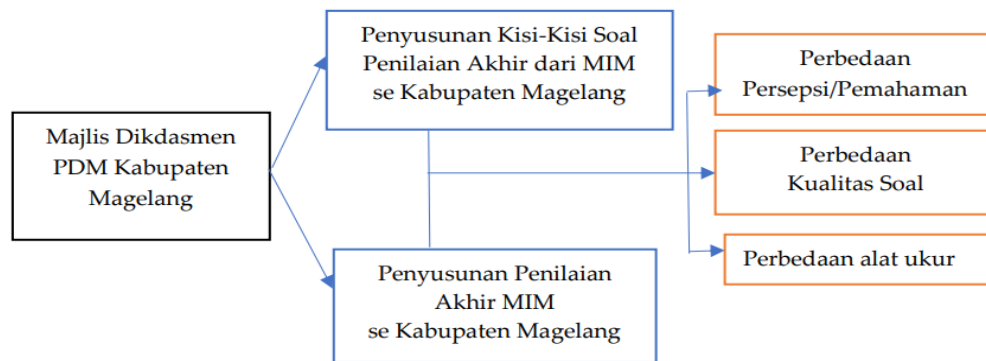 Majlis Dikdasmen
PDM Kabupaten
Magelang
Penyusunan Kisi-Kisi Soal
Penilaian Akhir dari MIM
se Kabupaten Magelang
Penyusunan Penilaian
Akhir MIM
se Kabupaten Magelang
Perbedaan
Persepsi/Pemahaman
Perbedaan
Kualitas Soal
Perbedaan alat ukur